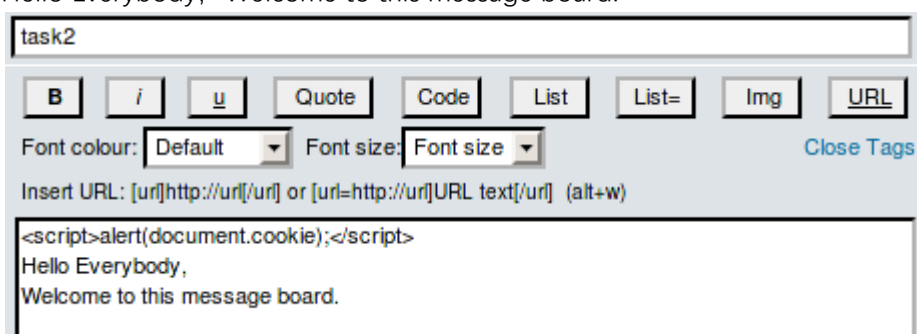 Hello Everybody, Welcome to this message board.
task2
B i u Quote Code List List= Img URL
Font colour: Default Font size: Font size Close Tags
Insert URL: [url]http://url[/url] or [url=http://url]URL text[/url] (alt+w)
<script>alert(document.cookie);</script>
Hello Everybody,
Welcome to this message board.